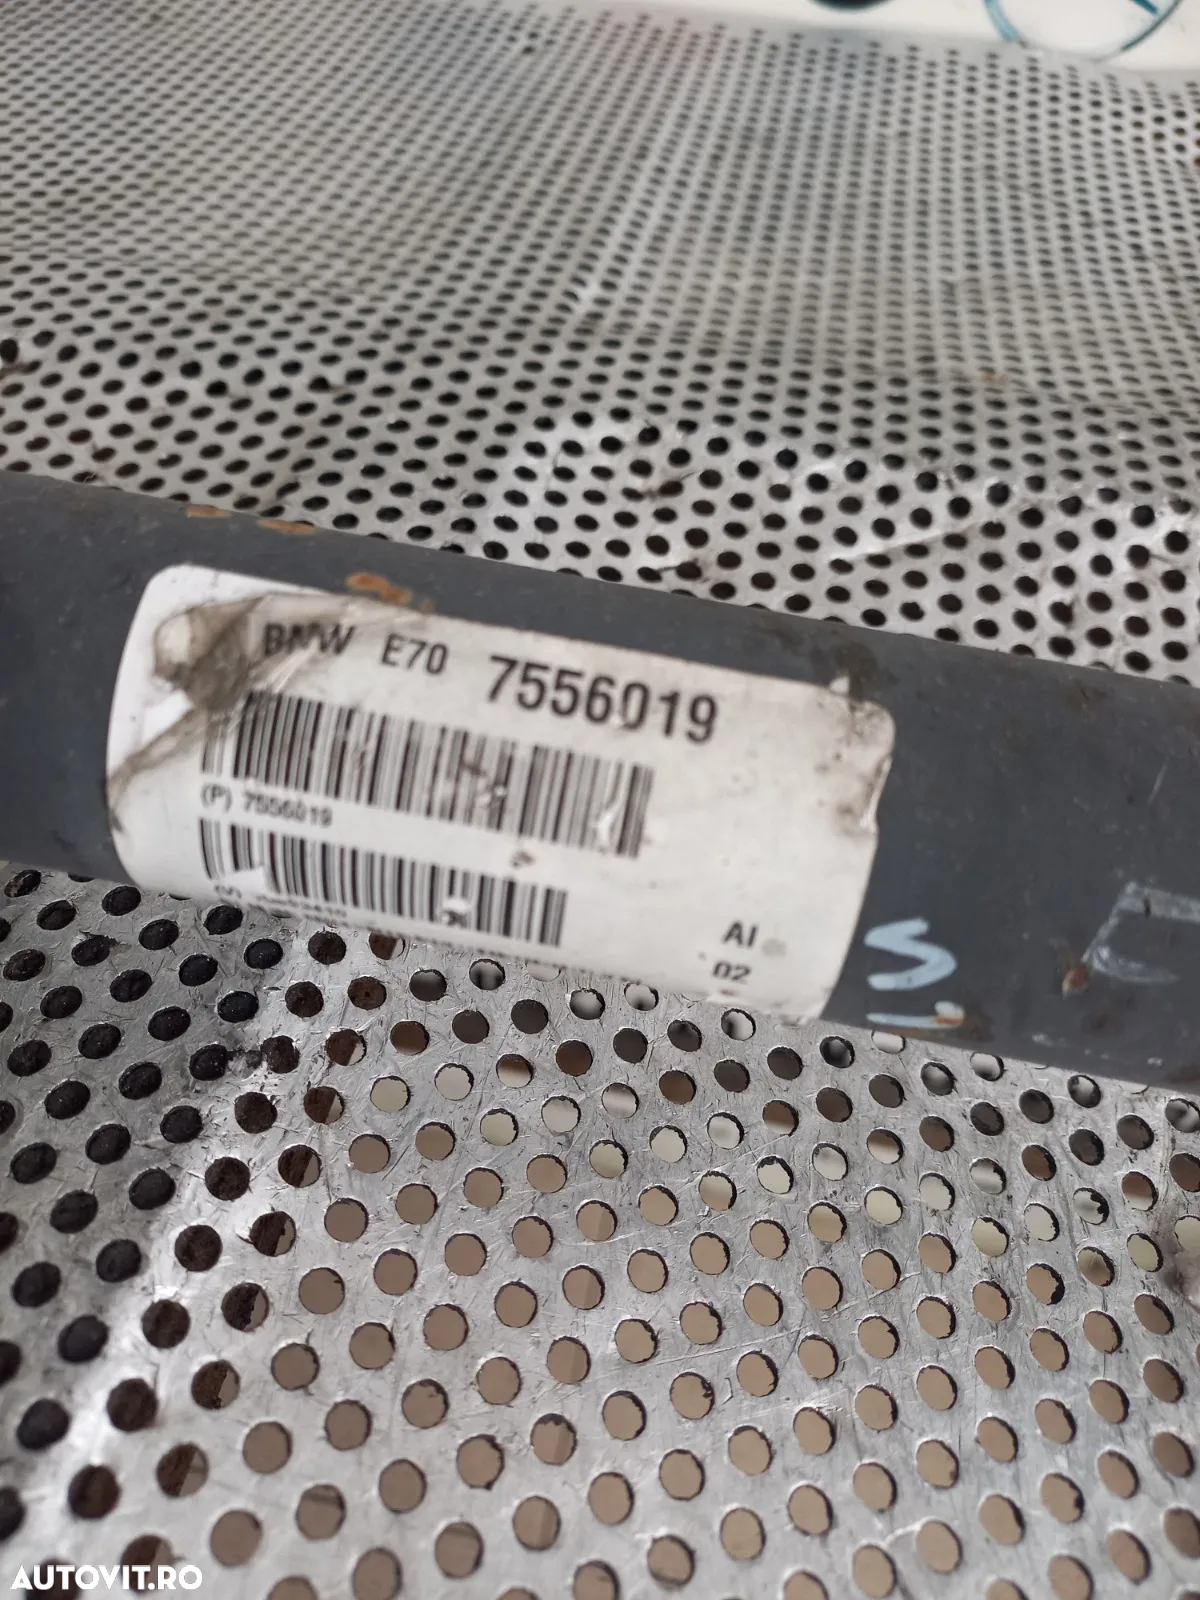 BMW E70 7556019
(P) 7556019
AI
02
S
AUTOVIT.RO